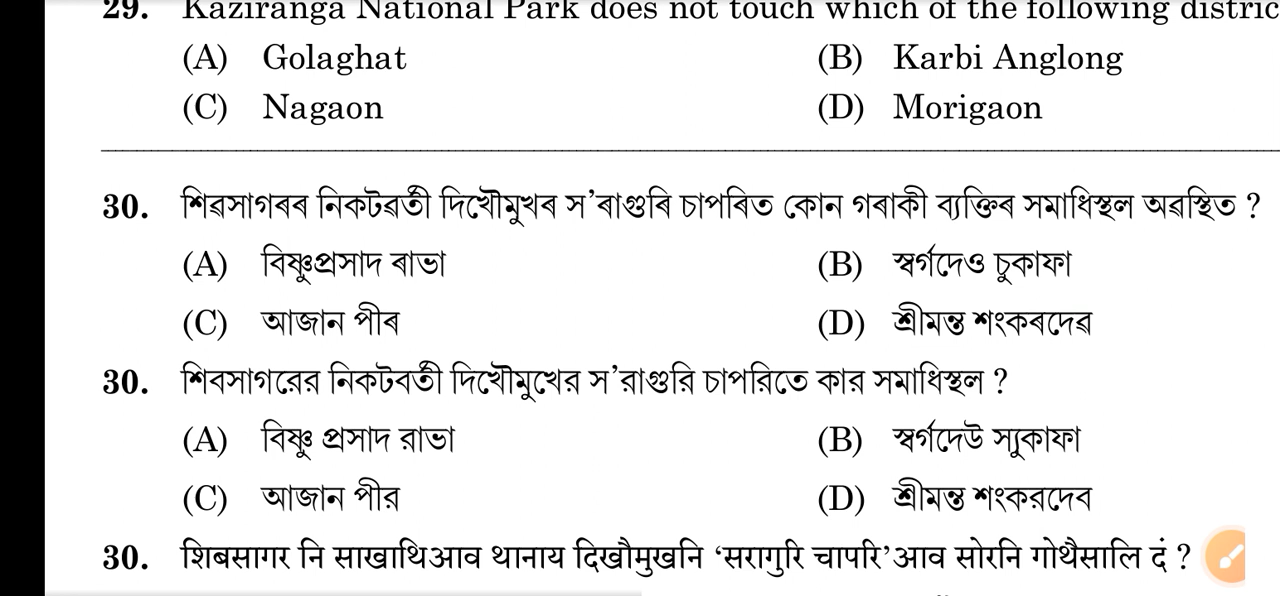 29. Kaziranga National Park does not touch which of the following distric
(A) Golaghat (B) Karbi Anglong
(C) Nagaon (D) Morigaon
30. শিৱসাগৰৰ নিকটৱৰ্তী দিখৌমুখৰ স’ৰাগুৰি চাপৰিত কোন গৰাকী ব্যক্তিৰ সমাধিস্থল অৱস্থিত ?
(A) বিষ্ণুপ্ৰসাদ ৰাভা (B) স্বৰ্গদেও চুকাফা
(C) আজান পীৰ (D) শ্ৰীমন্ত শংকৰদেৱ
30. শিবসাগরের নিকটবর্তী দিখৌমুখের স’রাগুরি চাপরিতে কার সমাধিস্থল ?
(A) বিষ্ণু প্রসাদ রাভা (B) স্বর্গদেউ স্যুকাফা
(C) আজান পীর (D) শ্রীমন্ত শংকরদেব
30. शिबसागर नि साखाथिआव थानाय दिखौमुखनि ‘सरागुरि चापरि’आव सोरनि गोथैसालि दं ?